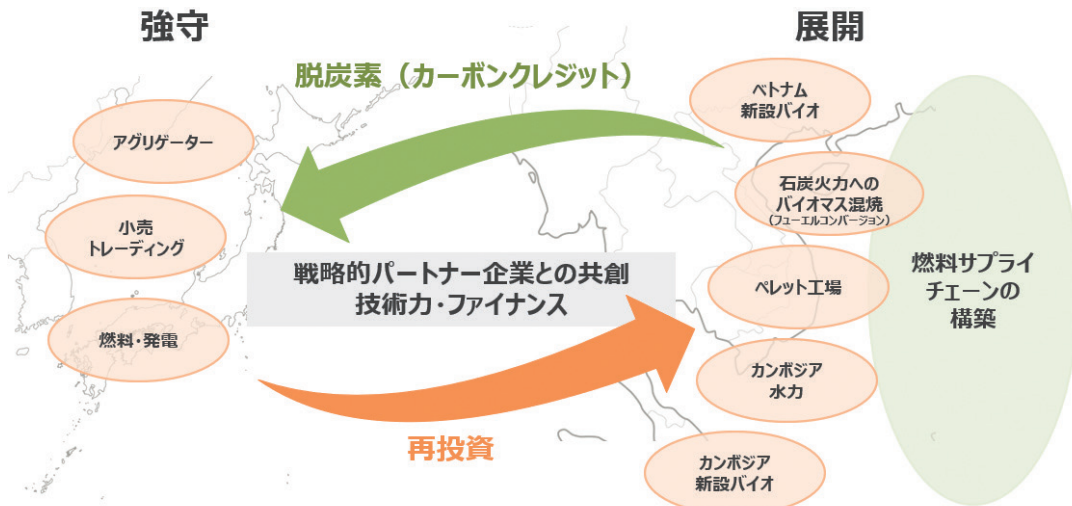 強守
展開
脱炭素（カーボンクレジット）
アグリゲーター
小売
トレーディング
燃料・発電
戦略的パートナー企業との共創
技術力・ファイナンス
再投資
ベトナム
新設バイオ
石炭火力への
バイオマス混焼
（フューエルコンバージョン）
ペレット工場
カンボジア
水力
カンボジア
新設バイオ
燃料サプライ
チェーンの
構築